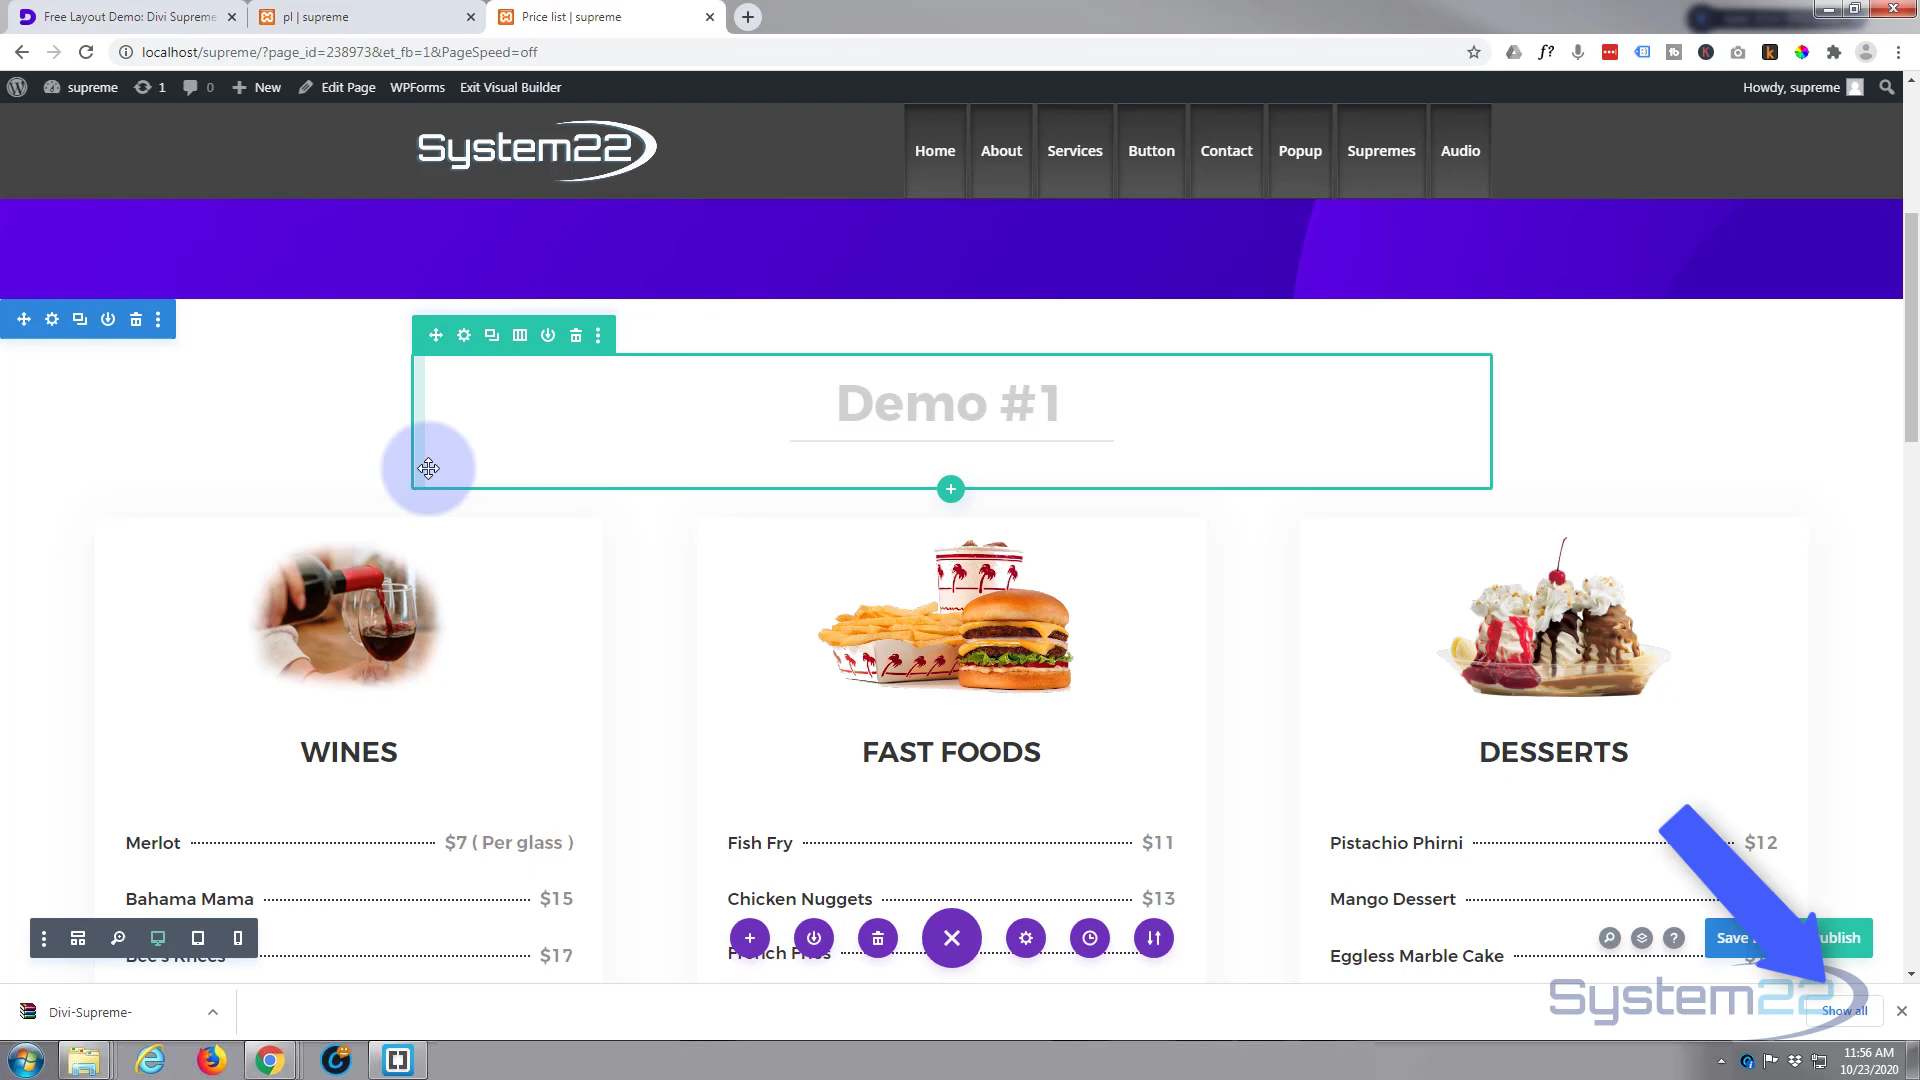 Free Layout Demo: Divi Supreme
pl | supreme
Price list | supreme
localhost/supreme/?page_id=238973&et_fb=1&PageSpeed=off
supreme 1 0 New Edit Page WPForms Exit Visual Builder Howdy, supreme
System22
Home About Services Button Contact Popup Supremes Audio
Demo #1
WINES
FAST FOODS
DESSERTS
Merlot $7 ( Per glass )
Fish Fry $11
Pistachio Phirni $12
Bahama Mama $15
Chicken Nuggets $13
Mango Dessert
Bee's Knees $17
French Fries
Eggless Marble Cake
Save
ublish
System22
Divi-Supreme-
Show all
11:56 AM
10/23/2020